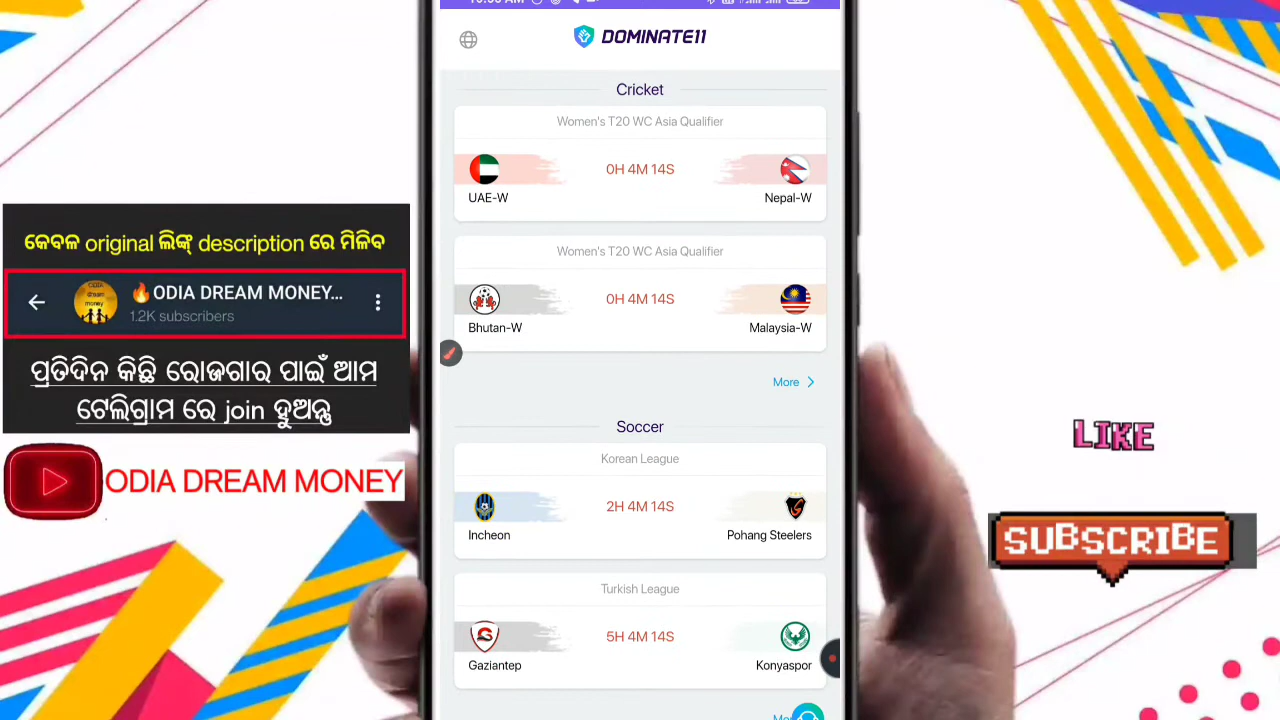 DOMINATE11
Cricket
Women's T20 WC Asia Qualifier
0H 4M 14S
UAE-W
Nepal-W
Women's T20 WC Asia Qualifier
0H 4M 14S
Bhutan-W
Malaysia-W
More
Soccer
Korean League
2H 4M 14S
Incheon
Pohang Steelers
Turkish League
5H 4M 14S
Gaziantep
Konyaspor
କେବଳ original ଲିଙ୍କ୍ description ରେ ମିଳିବ
ODIA DREAM MONEY...
1.2K subscribers
ପ୍ରତିଦିନ କିଛି ରୋଜଗାର ପାଇଁ ଆମ
ଟେଲିଗ୍ରାମ ରେ join ହୁଅନ୍ତୁ
ODIA DREAM MONEY
LIKE
SUBSCRIBE